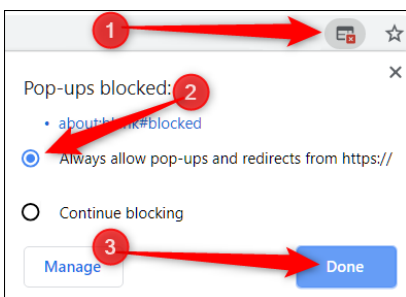 1
Pop-ups blocked:
2
about:blank#blocked
Always allow pop-ups and redirects from https://
Continue blocking
3
Manage
Done